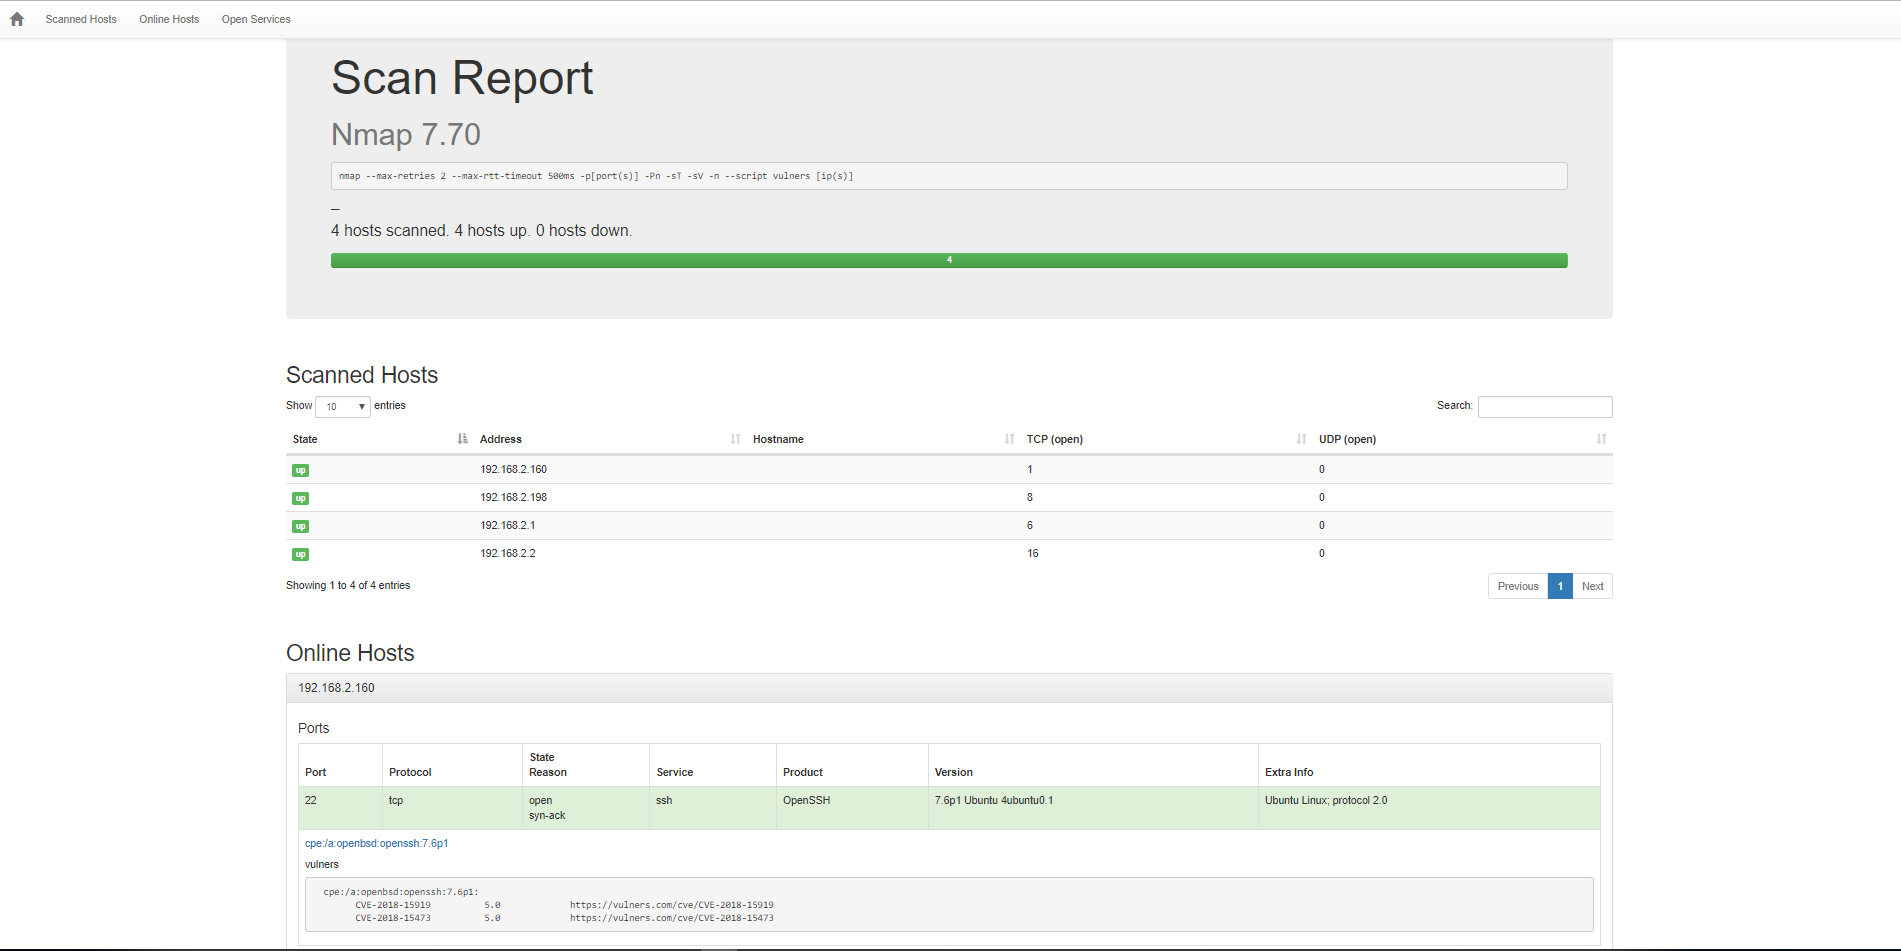 Scanned Hosts Online Hosts Open Services
Scan Report
Nmap 7.70
nmap --max-retries 2 --max-rtt-timeout 500ms -p[port(s)] -Pn -sT -sV -n --script vulners [ip(s)]
_
4 hosts scanned. 4 hosts up. 0 hosts down.
4
Scanned Hosts
Show 10 entries Search:
State Address Hostname TCP (open) UDP (open)
up 192.168.2.160 1 0
up 192.168.2.198 8 0
up 192.168.2.1 6 0
up 192.168.2.2 16 0
Showing 1 to 4 of 4 entries Previous 1 Next
Online Hosts
192.168.2.160
Ports
Port Protocol State Reason Service Product Version Extra Info
22 tcp open syn-ack ssh OpenSSH 7.6p1 Ubuntu 4ubuntu0.1 Ubuntu Linux; protocol 2.0
cpe:/a:openbsd:openssh:7.6p1
vulners
cpe:/a:openbsd:openssh:7.6p1:
CVE-2018-15919 5.0 https://vulners.com/cve/CVE-2018-15919
CVE-2018-15473 5.0 https://vulners.com/cve/CVE-2018-15473